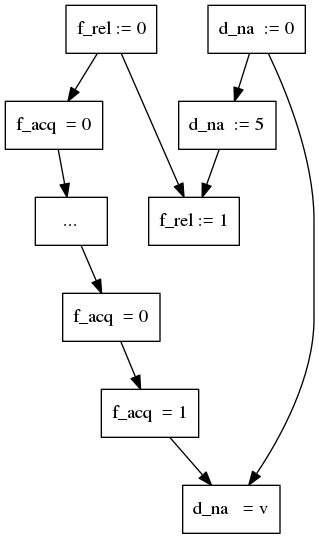 f_rel := 0
d_na := 0
f_acq = 0
d_na := 5
...
f_rel := 1
f_acq = 0
f_acq = 1
d_na = v